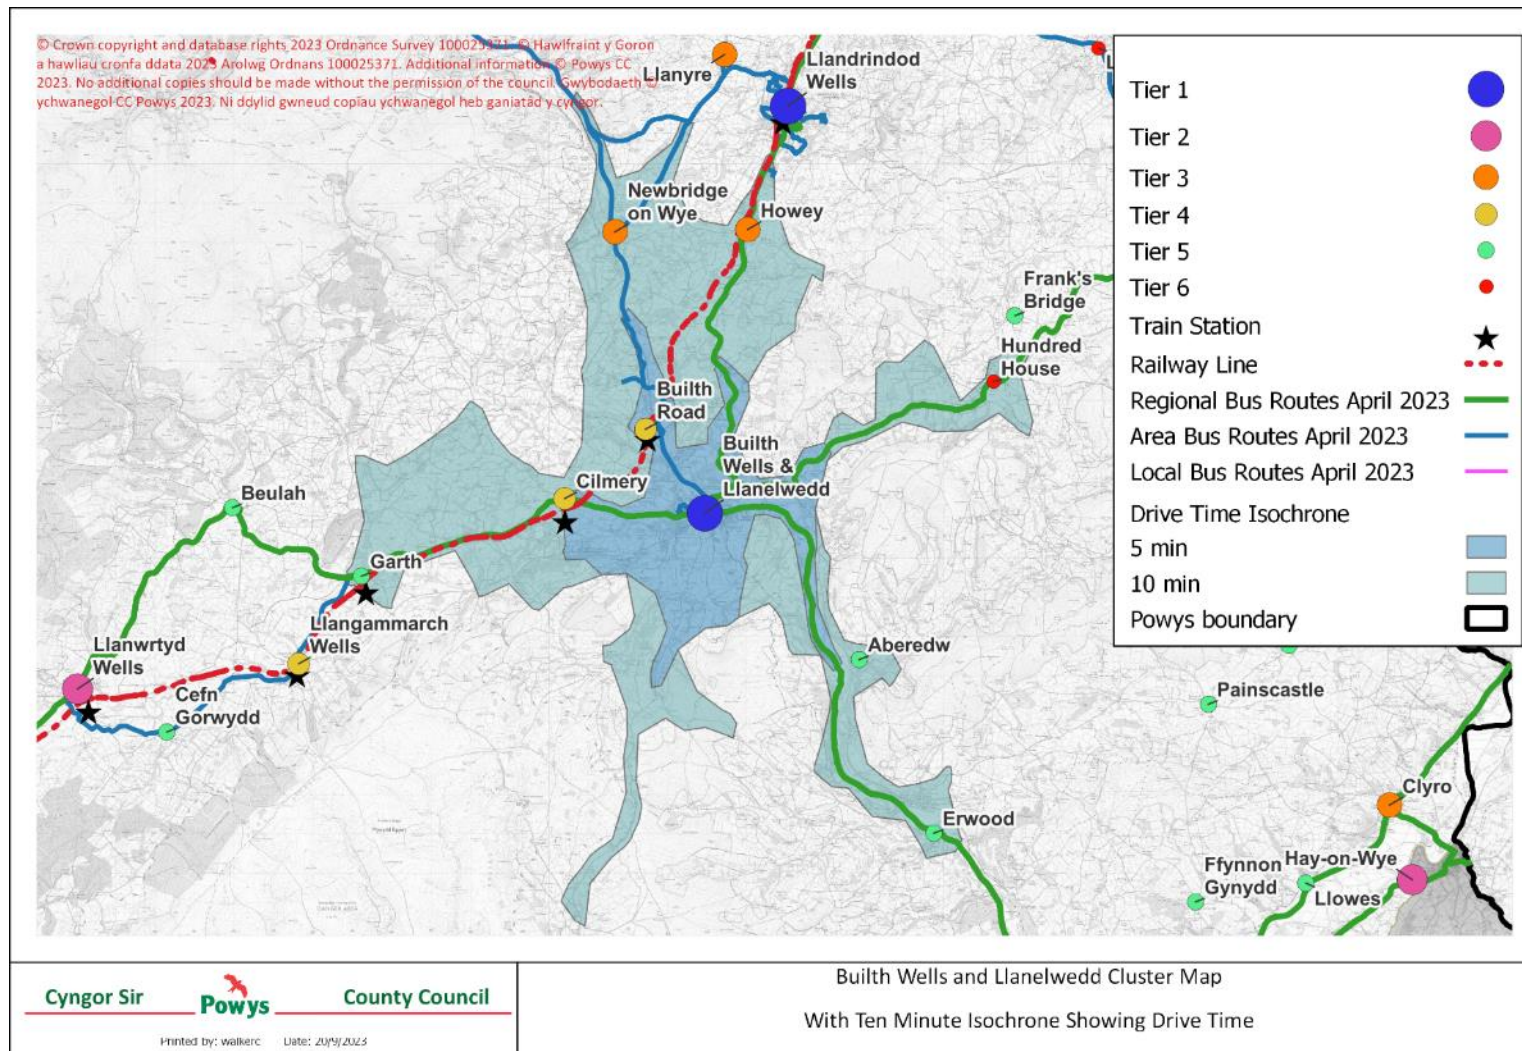 © Crown copyright and database rights 2023 Ordnance Survey 100025371. © Hawlfraint y Goron
a hawliau cronfa ddata 2023 Arolwg Ordnans 100025371. Additional information © Powys CC
2023. No additional copies should be made without the permission of the council. Gwybodaeth ©
ychwanegol CC Powys 2023. Ni ddylid gwneud copïau ychwanegol heb ganiatâd y cyngor.
Llanyre
Llandrindod
Wells
Newbridge
on Wye
Howey
Frank's
Bridge
Hundred
House
Builth
Road
Builth
Wells &
Llanelwedd
Cilmery
Beulah
Garth
Llangammarch
Wells
Llanwrtyd
Wells
Cefn
Gorwydd
Aberedw
Painscastle
Erwood
Clyro
Ffynnon
Gynydd
Hay-on-Wye
Llowes
Tier 1
Tier 2
Tier 3
Tier 4
Tier 5
Tier 6
Train Station
Railway Line
Regional Bus Routes April 2023
Area Bus Routes April 2023
Local Bus Routes April 2023
Drive Time Isochrone
5 min
10 min
Powys boundary
Cyngor Sir Powys County Council
Printed by: walkerc Date: 20/9/2023
Builth Wells and Llanelwedd Cluster Map
With Ten Minute Isochrone Showing Drive Time